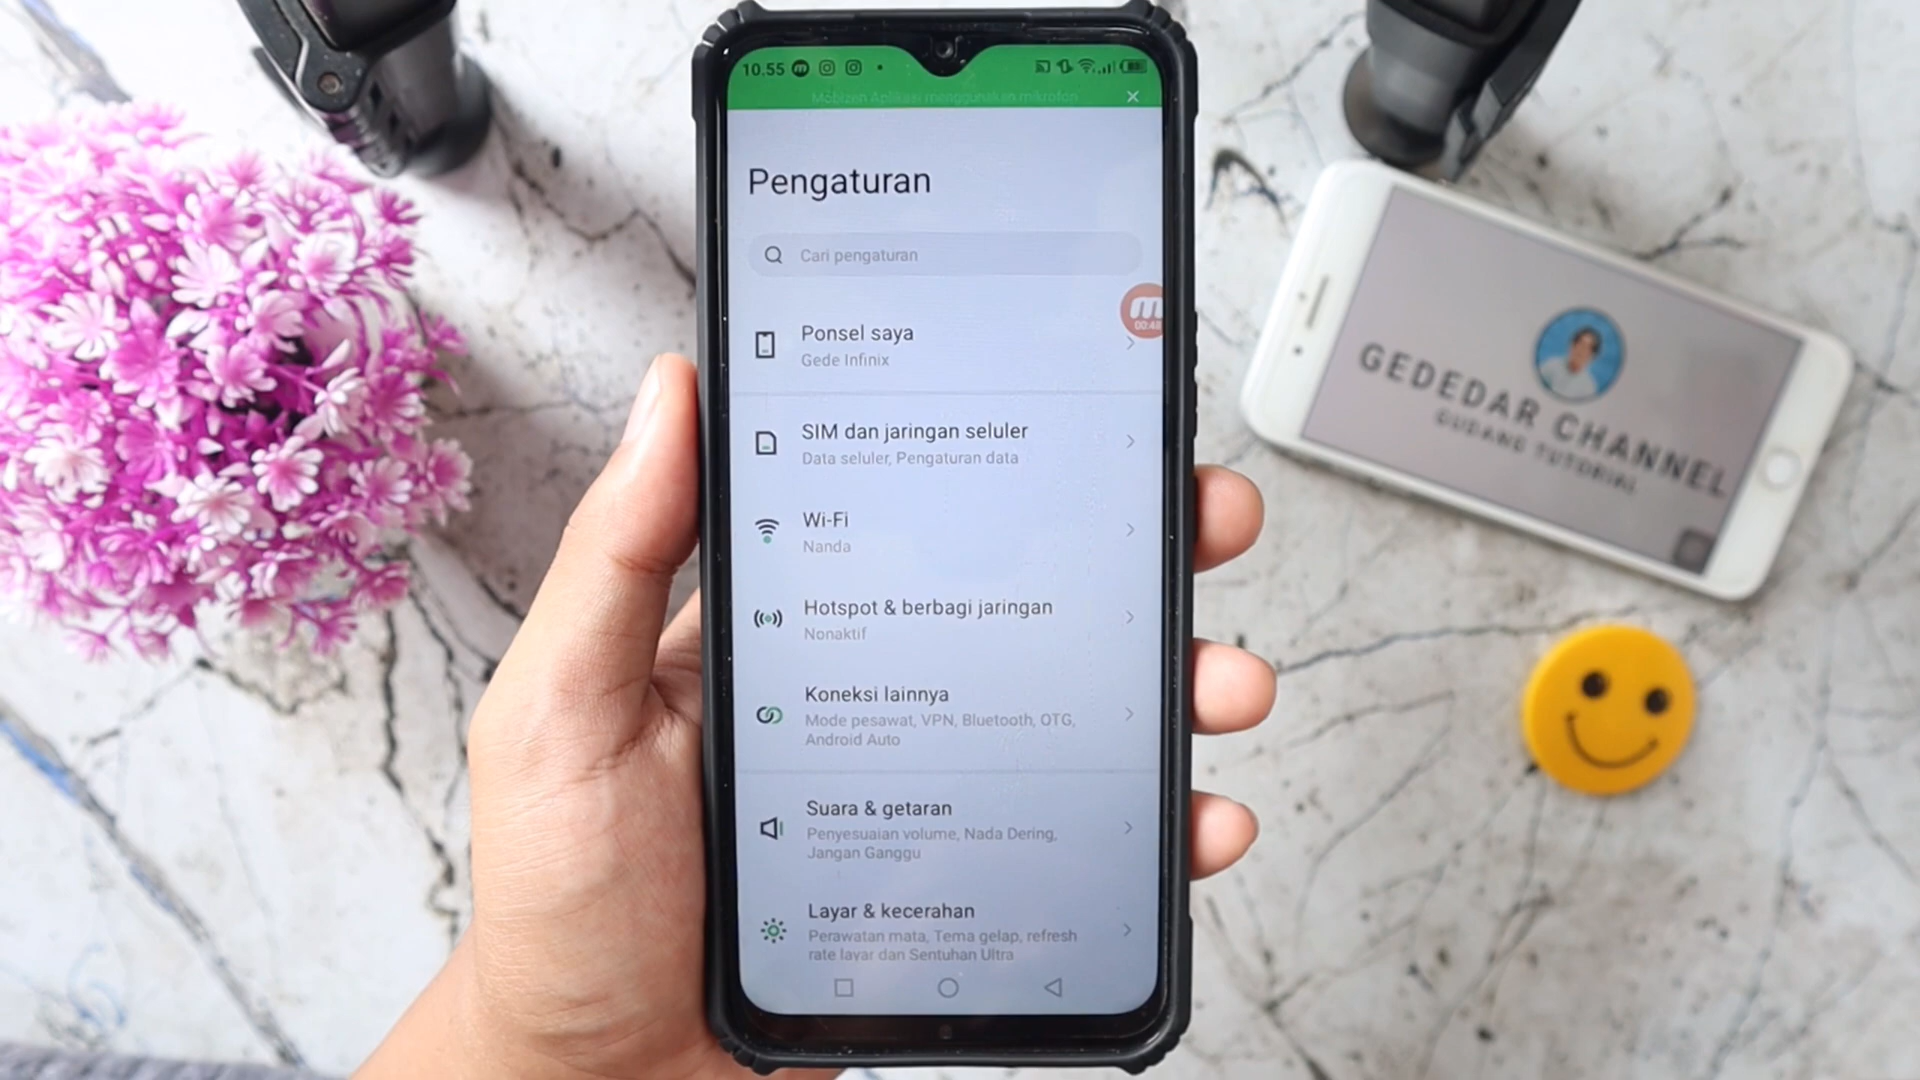 10.55
Mobizen Aplikasi menggunakan mikrofon
Pengaturan
Cari pengaturan
m
00:48
Ponsel saya
Gede Infinix
SIM dan jaringan seluler
Data seluler, Pengaturan data
Wi-Fi
Nanda
Hotspot & berbagi jaringan
Nonaktif
Koneksi lainnya
Mode pesawat, VPN, Bluetooth, OTG,
Android Auto
Suara & getaran
Penyesuaian volume, Nada Dering,
Jangan Ganggu
Layar & kecerahan
Perawatan mata, Tema gelap, refresh
rate layar dan Sentuhan Ultra
GEDEDAR CHANNEL
GUDANG TUTORIAL